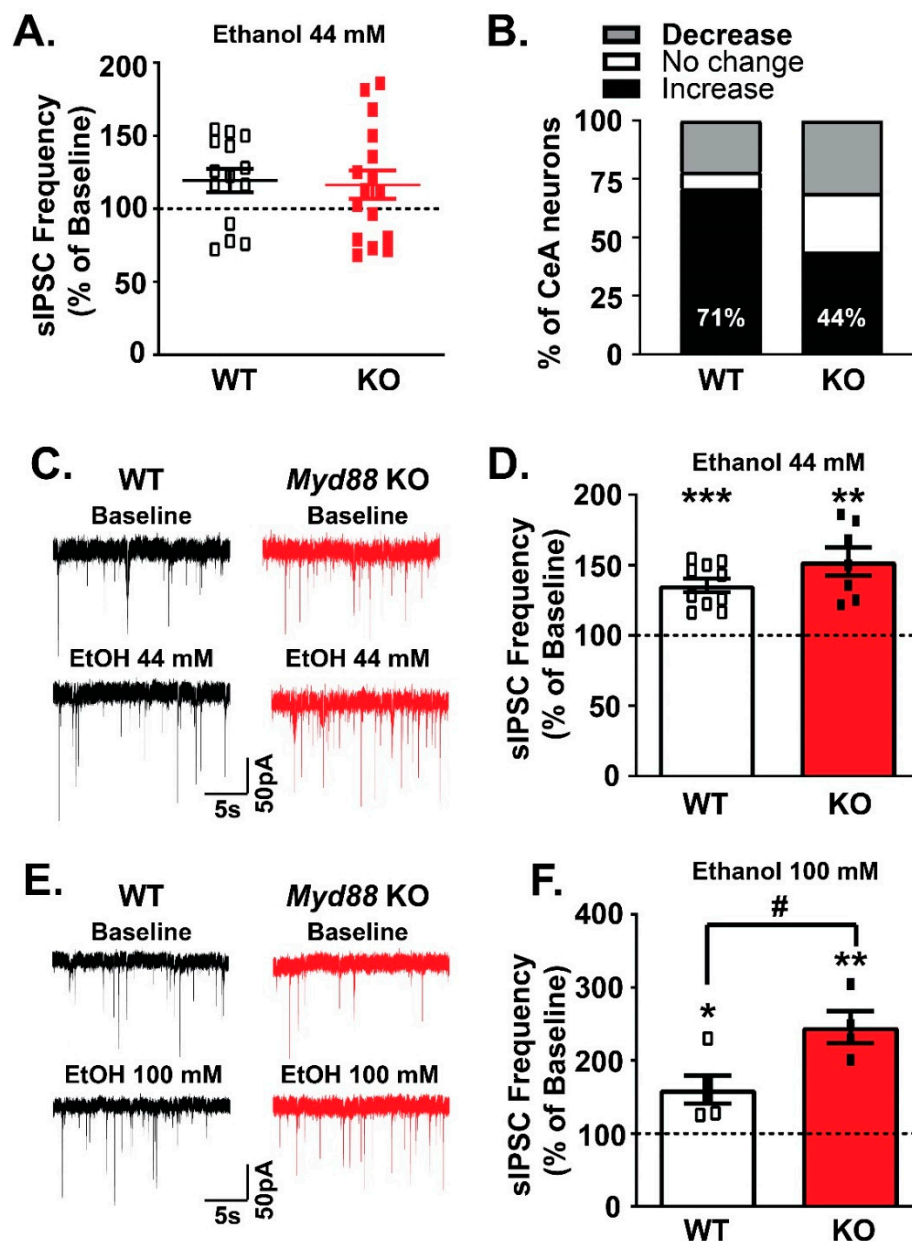 A.
Ethanol 44 mM
sIPSC Frequency
(% of Baseline)
200
150
100
50
0
WT KO
B.
Decrease
No change
Increase
% of CeA neurons
100
75
50
25
0
71% 44%
WT KO
C.
WT Myd88 KO
Baseline Baseline
EtOH 44 mM EtOH 44 mM
5s
50pA
D.
Ethanol 44 mM
sIPSC Frequency
(% of Baseline)
200
150
100
50
0
*** **
WT KO
E.
WT Myd88 KO
Baseline Baseline
EtOH 100 mM EtOH 100 mM
5s
50pA
F.
Ethanol 100 mM
sIPSC Frequency
(% of Baseline)
400
300
200
100
0
#
* **
WT KO